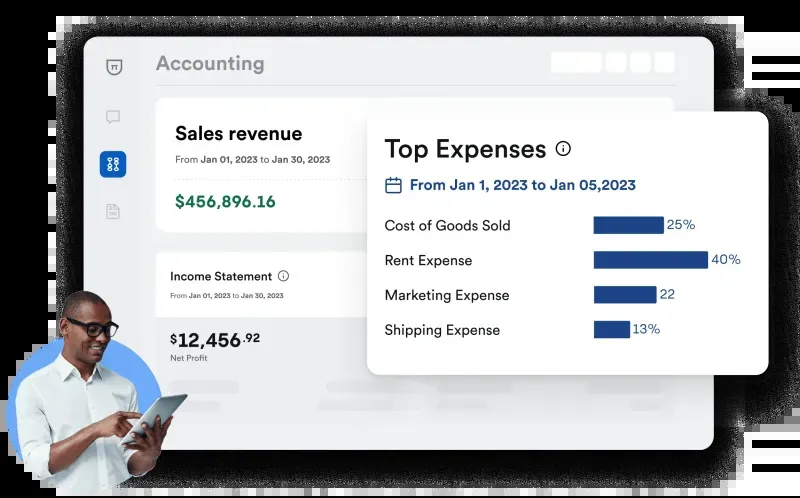 Accounting
Sales revenue
From Jan 01, 2023 to Jan 30, 2023
$456,896.16
Income Statement
From Jan 01, 2023 to Jan 30, 2023
$12,456.92
Net Profit
Top Expenses
From Jan 1, 2023 to Jan 05,2023
Cost of Goods Sold 25%
Rent Expense 40%
Marketing Expense 22
Shipping Expense 13%